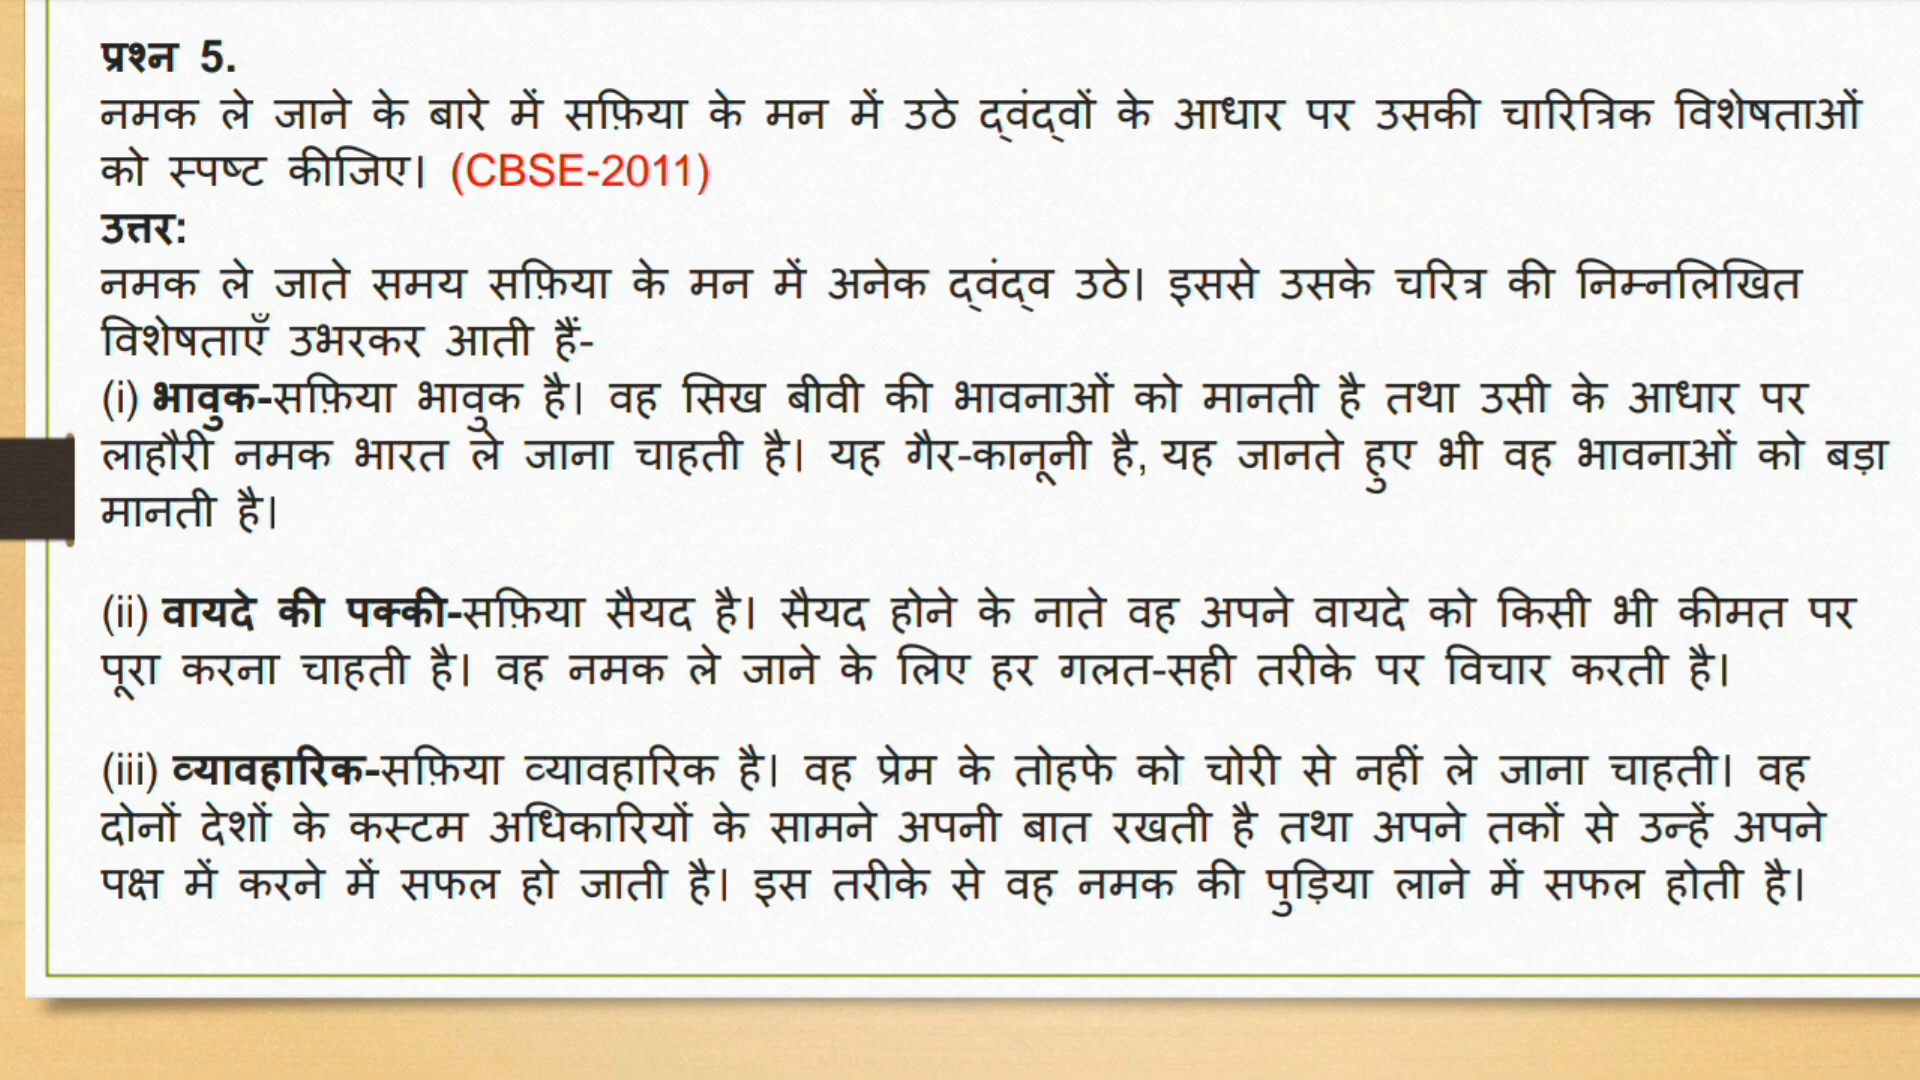 प्रश्न 5.
नमक ले जाने के बारे में सफ़िया के मन में उठे द्वंद्वों के आधार पर उसकी चारित्रिक विशेषताओं
को स्पष्ट कीजिए। (CBSE-2011)
उत्तर:
नमक ले जाते समय सफ़िया के मन में अनेक द्वंद्व उठे। इससे उसके चरित्र की निम्नलिखित
विशेषताएँ उभरकर आती हैं-
(i) भावुक-सफ़िया भावुक है। वह सिख बीवी की भावनाओं को मानती है तथा उसी के आधार पर
लाहौरी नमक भारत ले जाना चाहती है। यह गैर-कानूनी है, यह जानते हुए भी वह भावनाओं को बड़ा
मानती है।
(ii) वायदे की पक्की-सफ़िया सैयद है। सैयद होने के नाते वह अपने वायदे को किसी भी कीमत पर
पूरा करना चाहती है। वह नमक ले जाने के लिए हर गलत-सही तरीके पर विचार करती है।
(iii) व्यावहारिक-सफ़िया व्यावहारिक है। वह प्रेम के तोहफे को चोरी से नहीं ले जाना चाहती। वह
दोनों देशों के कस्टम अधिकारियों के सामने अपनी बात रखती है तथा अपने तकों से उन्हें अपने
पक्ष में करने में सफल हो जाती है। इस तरीके से वह नमक की पुड़िया लाने में सफल होती है।